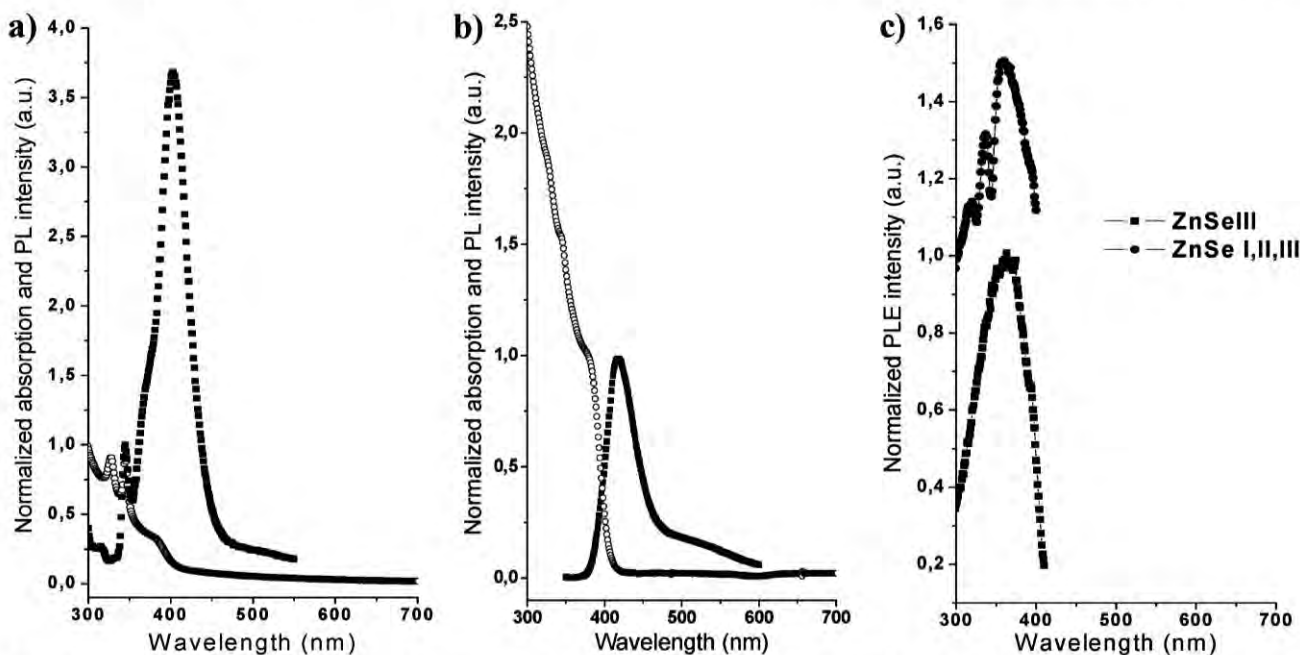 a)
Normalized absorption and PL intensity (a.u.)
4,0
3,5
3,0
2,5
2,0
1,5
1,0
0,5
0,0
300 400 500 600 700
Wavelength (nm)
b)
Normalized absorption and PL intensity (a.u.)
2,5
2,0
1,5
1,0
0,5
0,0
300 400 500 600 700
Wavelength (nm)
c)
Normalized PLE intensity (a.u.)
1,6
1,4
1,2
1,0
0,8
0,6
0,4
0,2
300 400 500 600 700
Wavelength (nm)
ZnSeIII
ZnSe I,II,III